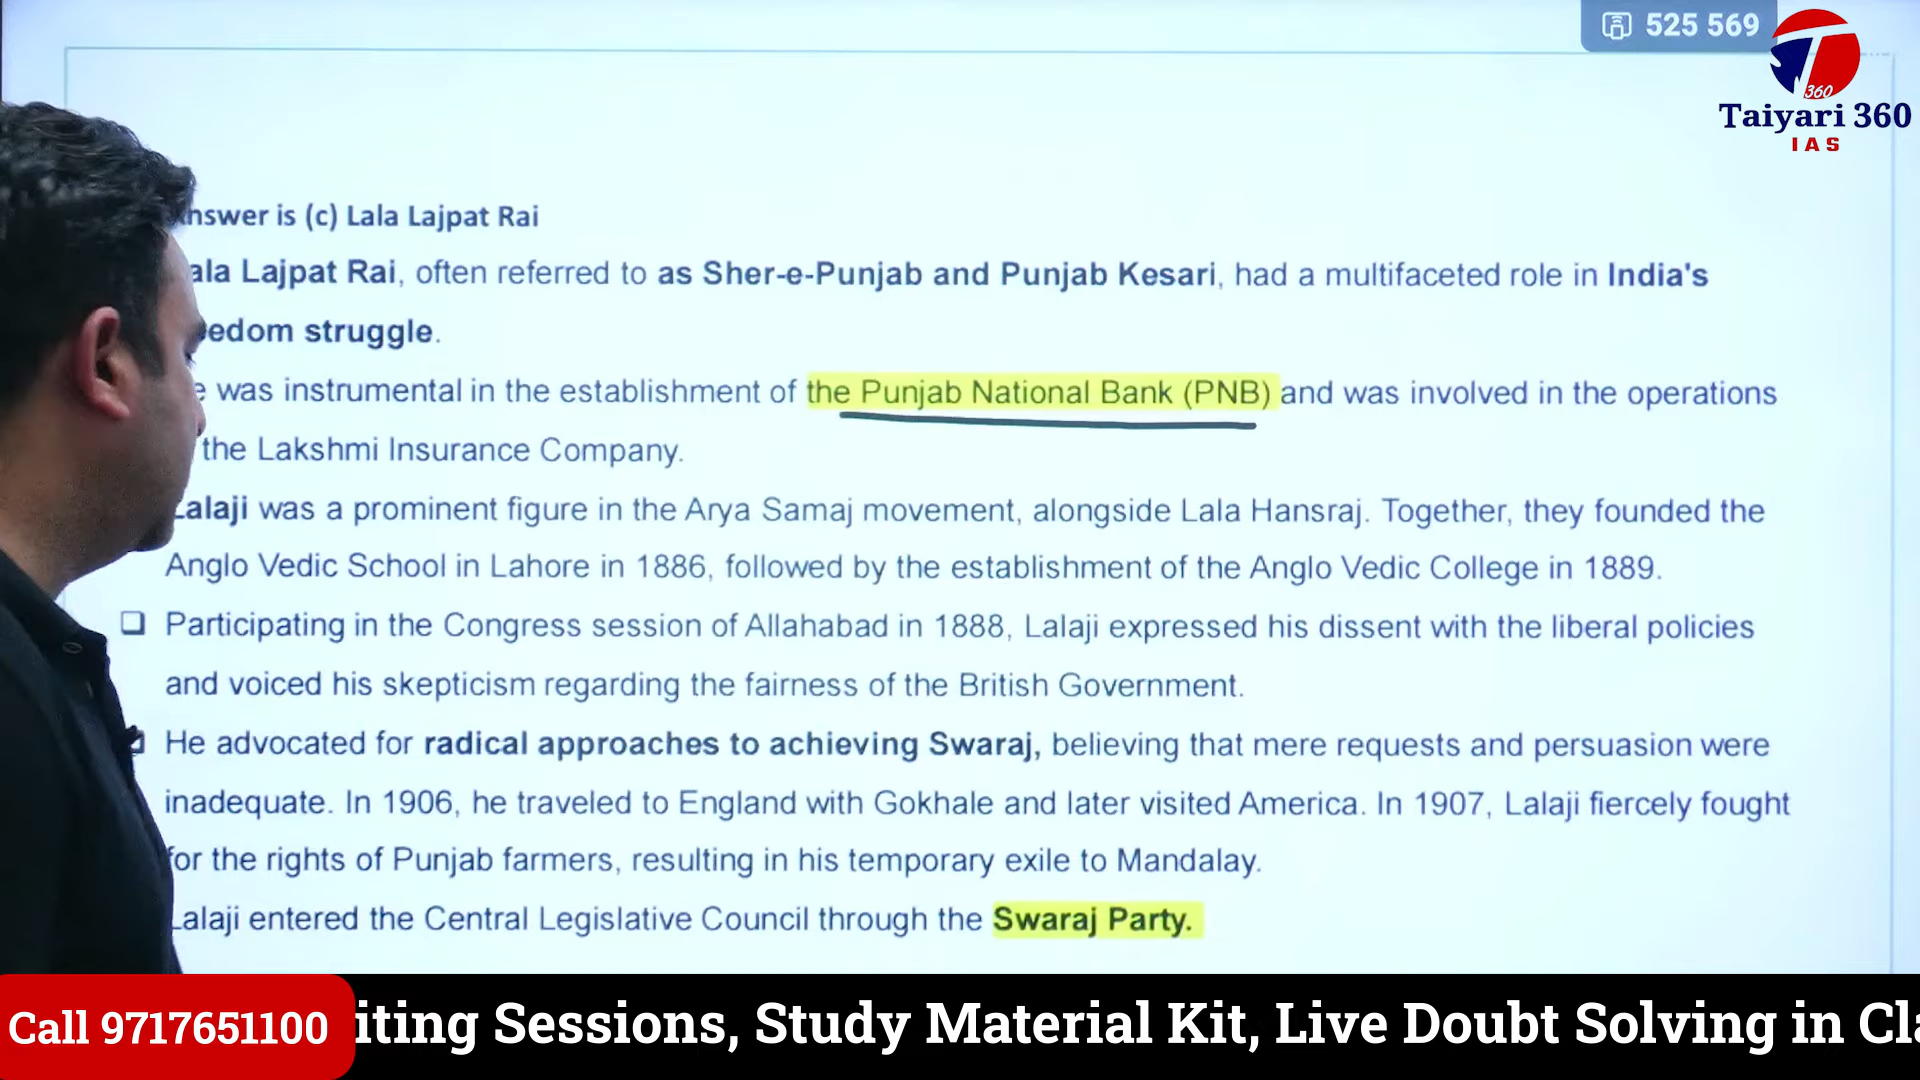 525 569
360
Taiyari 360
IAS
nswer is (c) Lala Lajpat Rai
ala Lajpat Rai, often referred to as Sher-e-Punjab and Punjab Kesari, had a multifaceted role in India's
edom struggle.
e was instrumental in the establishment of the Punjab National Bank (PNB) and was involved in the operations
the Lakshmi Insurance Company.
Lalaji was a prominent figure in the Arya Samaj movement, alongside Lala Hansraj. Together, they founded the
Anglo Vedic School in Lahore in 1886, followed by the establishment of the Anglo Vedic College in 1889.
Participating in the Congress session of Allahabad in 1888, Lalaji expressed his dissent with the liberal policies
and voiced his skepticism regarding the fairness of the British Government.
He advocated for radical approaches to achieving Swaraj, believing that mere requests and persuasion were
inadequate. In 1906, he traveled to England with Gokhale and later visited America. In 1907, Lalaji fiercely fought
for the rights of Punjab farmers, resulting in his temporary exile to Mandalay.
Lalaji entered the Central Legislative Council through the Swaraj Party.
Call 9717651100 iting Sessions, Study Material Kit, Live Doubt Solving in Cla